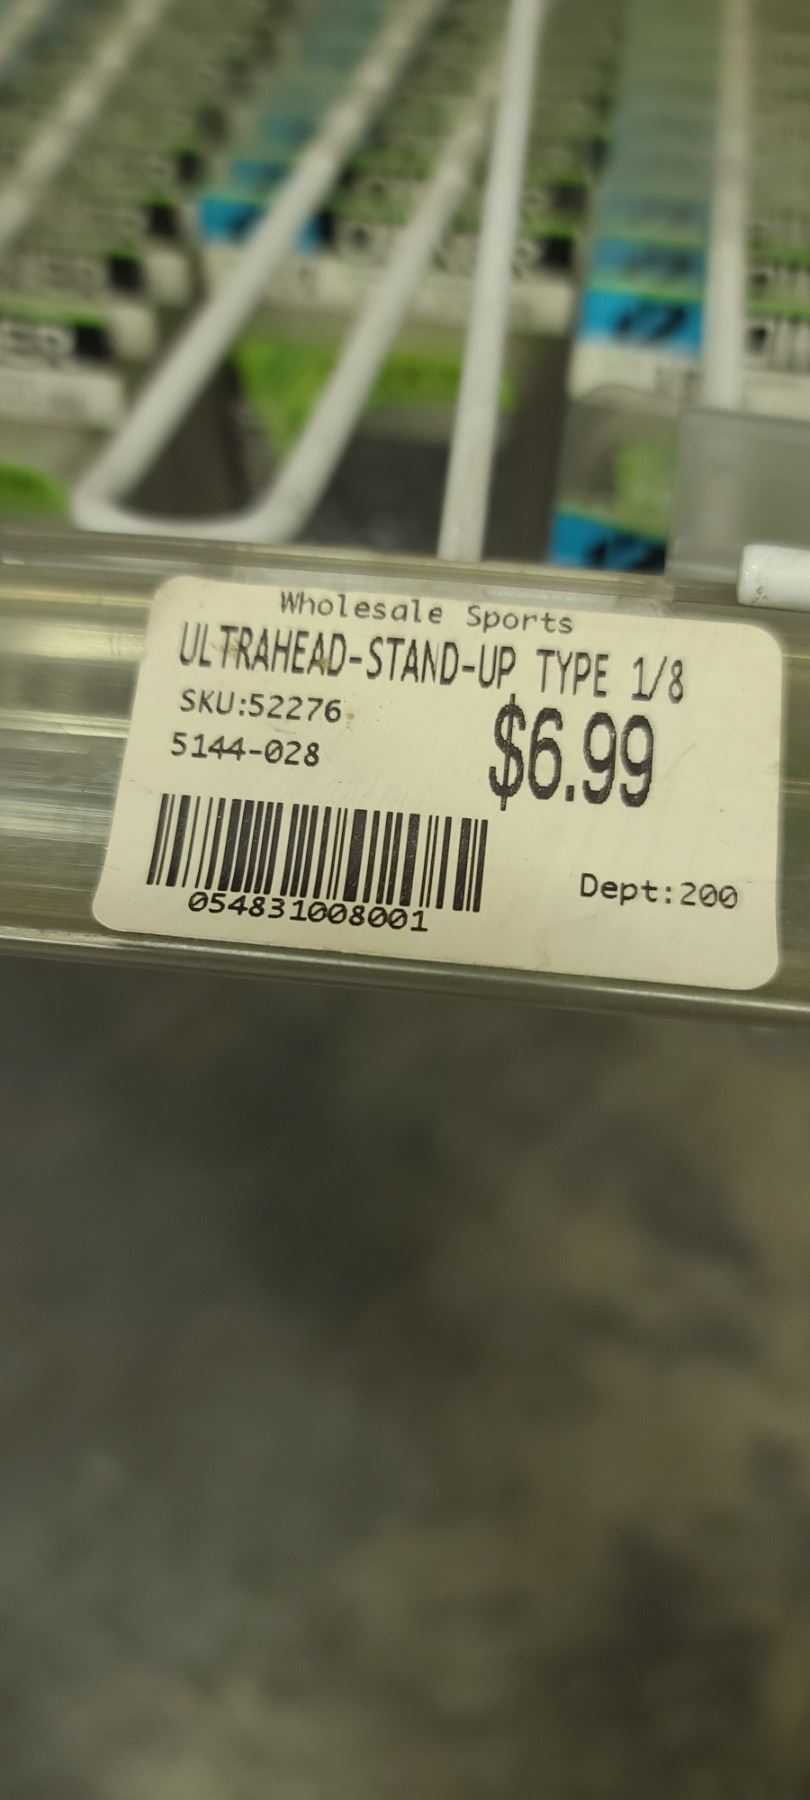 Wholesale Sports
ULTRAHEAD-STAND-UP TYPE 1/8
SKU:52276
$6.99
5144-028
054831008001
Dept:200